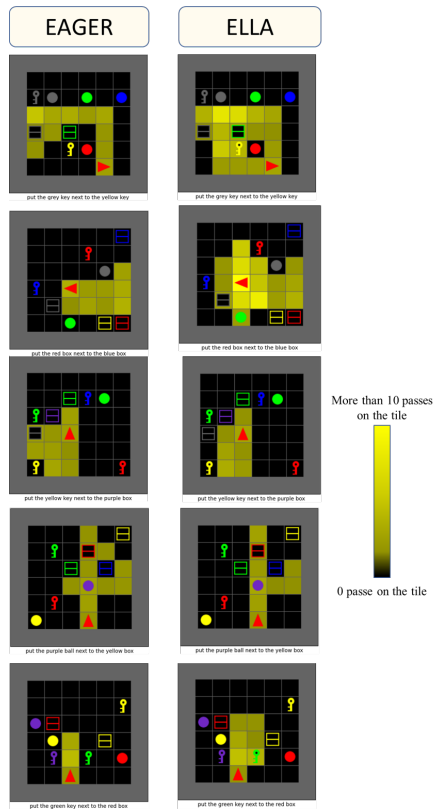 EAGER
ELLA
put the grey key next to the yellow key
put the grey key next to the yellow key
put the red box next to the blue box
put the red box next to the blue box
More than 10 passes
on the tile
0 passe on the tile
put the yellow key next to the purple box
put the yellow key next to the purple box
put the purple ball next to the yellow box
put the purple ball next to the yellow box
put the green key next to the red box
put the green key next to the red box